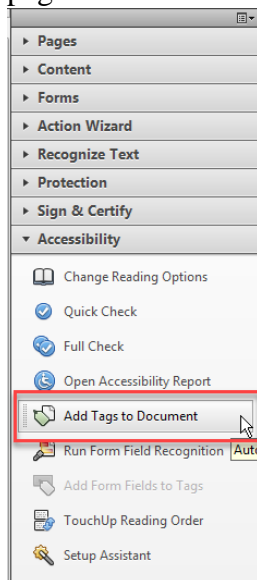 Pages
Content
Forms
Action Wizard
Recognize Text
Protection
Sign & Certify
Accessibility
Change Reading Options
Quick Check
Full Check
Open Accessibility Report
Add Tags to Document
Run Form Field Recognition
Add Form Fields to Tags
TouchUp Reading Order
Setup Assistant